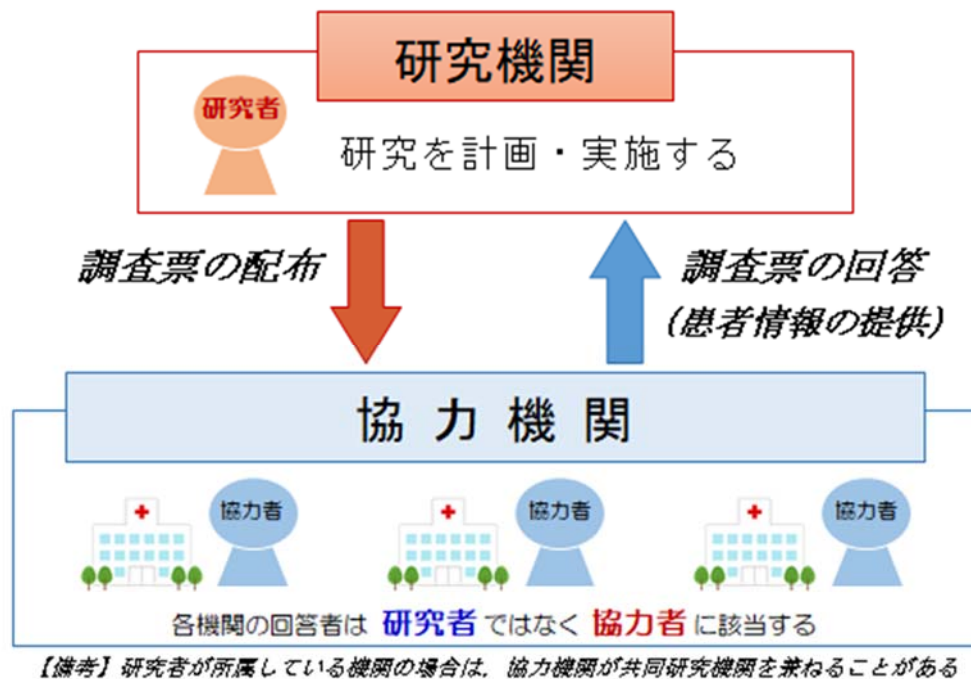 研究機関
研究者
研究を計画・実施する
調査票の配布
調査票の回答
(患者情報の提供)
協力機関
協力者
協力者
協力者
各機関の回答者は 研究者 ではなく 協力者 に該当する
【備考】研究者が所属している機関の場合は，協力機関が共同研究機関を兼ねることがある